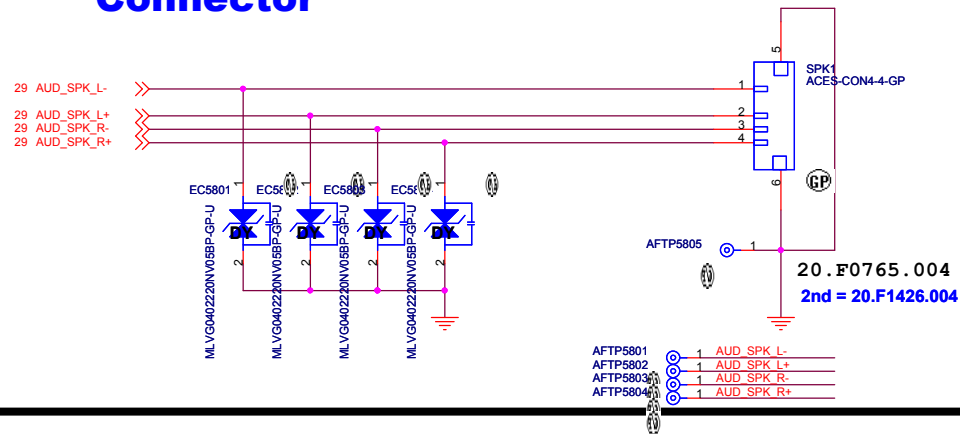 Connector
5
SPK1
ACES-CON4-4-GP
29 AUD_SPK_L- 1
29 AUD_SPK_L+ 2
29 AUD_SPK_R- 3
29 AUD_SPK_R+ 4
6
GP
EC5801
1 1 1 1
MLVG0402220NV05BP-GP-U
MLVG0402220NV05BP-GP-U
MLVG0402220NV05BP-GP-U
MLVG0402220NV05BP-GP-U
DY DY DY DY
2 2 2 2
AFTP5805 1
20.F0765.004
2nd = 20.F1426.004
AFTP5801 1 AUD_SPK_L-
AFTP5802 1 AUD_SPK_L+
AFTP5803 1 AUD_SPK_R-
AFTP5804 1 AUD_SPK_R+